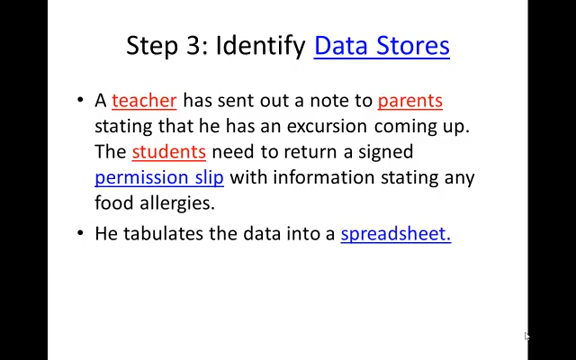 Step 3: Identify Data Stores
• A teacher has sent out a note to parents
stating that he has an excursion coming up.
The students need to return a signed
permission slip with information stating any
food allergies.
• He tabulates the data into a spreadsheet.